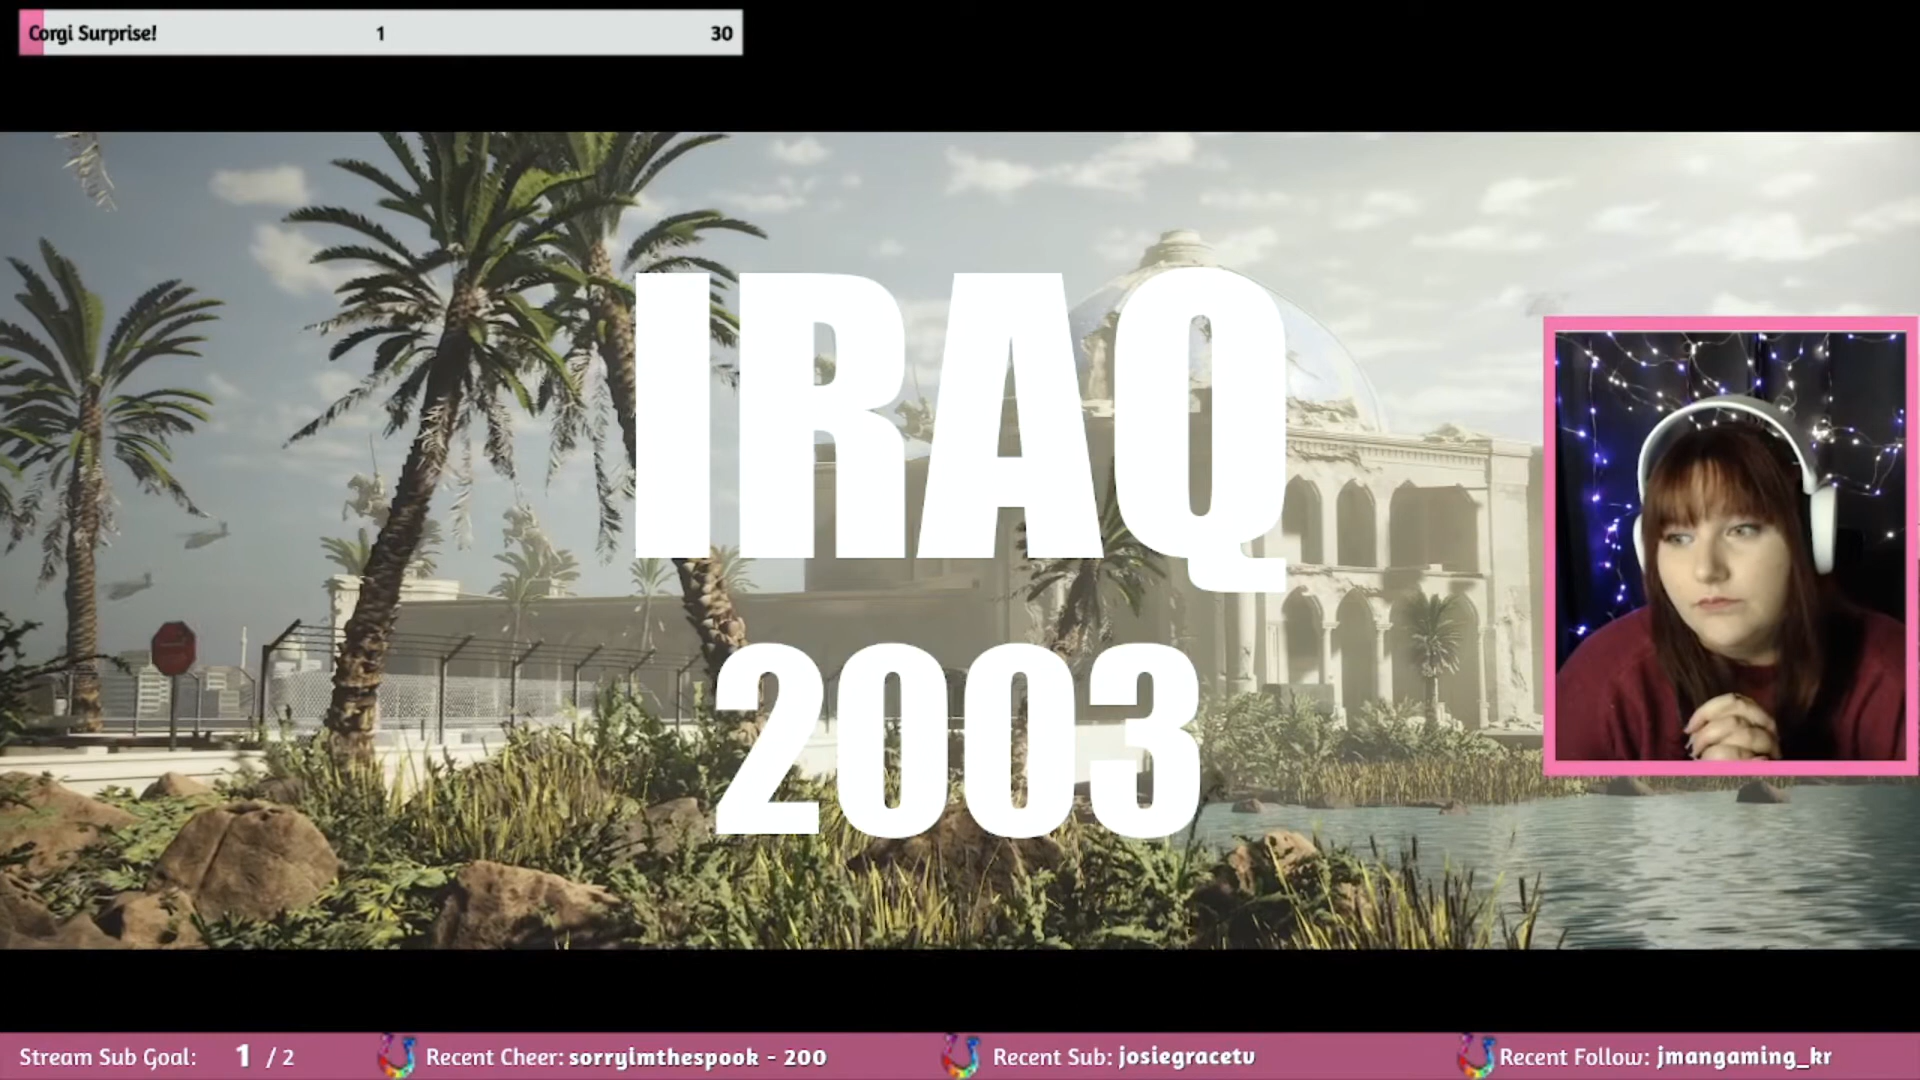 Corgi Surprise! 1 30
IRAQ
2003
Stream Sub Goal: 1 / 2 Recent Cheer: sorryimthespook - 200 Recent Sub: josiegracetv Recent Follow: jmangaming_kr